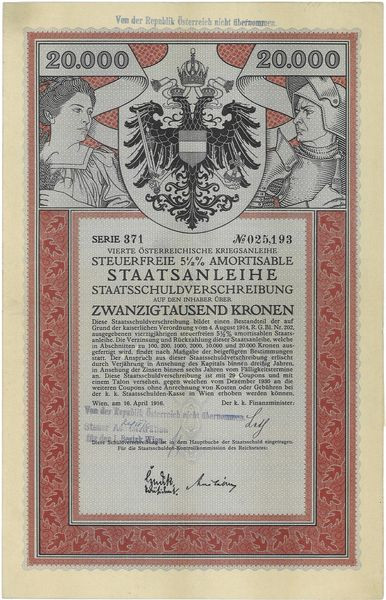 Von der Republik Österreich nicht übernommen.
20.000 20.000
SERIE 371 № 025,193
VIERTE ÖSTERREICHISCHE KRIEGSANLEIHE
STEUERFREIE 5½% AMORTISABLE
STAATSANLEIHE
STAATSSCHULDVERSCHREIBUNG
AUF DEN INHABER ÜBER
ZWANZIGTAUSEND KRONEN
Diese Staatsschuldverschreibung bildet einen Bestandteil der auf
Grund der kaiserlichen Verordnung vom 4. August 1914, R. G. Bl. Nr. 202,
ausgegebenen vierzigjährigen steuerfreien 5½% amortisablen Staats-
anleihe. Die Verzinsung und Rückzahlung dieser Staatsanleihe, welche
in Abschnitten zu 100, 200, 1000, 2000, 10.000 und 20.000 Kronen aus-
gefertigt wird, findet nach Maßgabe der beigefügten Bestimmungen
statt. Der Anspruch aus dieser Staatsschuldverschreibung erlischt
durch Verjährung in Ansehung des Kapitals binnen dreißig Jahren,
in Ansehung der Zinsen binnen sechs Jahren vom Fälligkeitstermine
an. Diese Staatsschuldverschreibung ist mit 29 Coupons und mit
einem Talon versehen, gegen welchen vom Dezember 1930 an die
weiteren Coupons ohne Anrechnung von Kosten oder Gebühren bei
der k. k. Staatsschulden-Kasse in Wien erhoben werden können.
Wien, am 16. April 1916. Der k. k. Finanzminister:
Von der Republik Österreich nicht übernommen.
Steuer Administration
für den I. Bezirk Wien.
Diese Schuldverschreibung ist in dem Hauptbuche der Staatsschuld eingetragen.
Für die Staatsschulden-Kontrollkommission des Reichsrates: